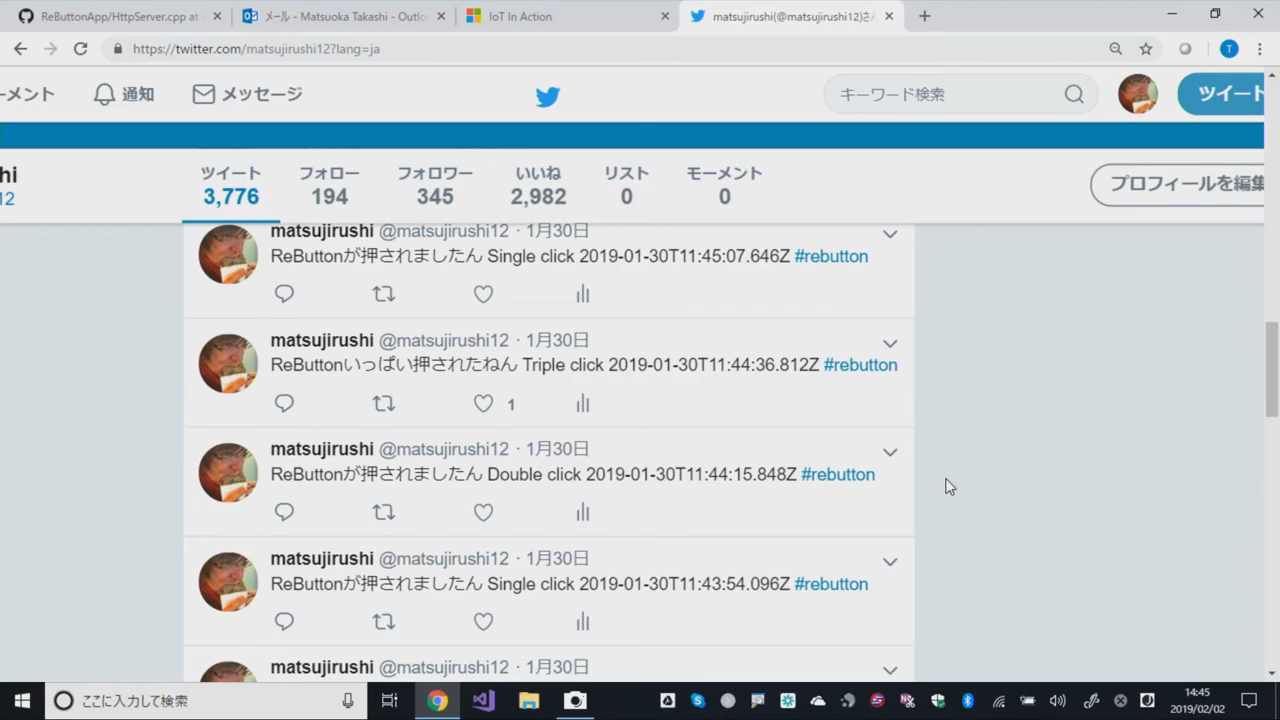 ReButtonApp/HttpServer.cpp at
メール - Matsuoka Takashi - Outlo
IoT In Action
matsujirushi(@matsujirushi12)さ
https://twitter.com/matsujirushi12?lang=ja
T
ーメント
通知
メッセージ
キーワード検索
ツイート
hi
12
ツイート
3,776
フォロー
194
フォロワー
345
いいね
2,982
リスト
0
モーメント
0
プロフィールを編集
matsujirushi @matsujirushi12 · 1月30日
ReButtonが押されましたん Single click 2019-01-30T11:45:07.646Z #rebutton
matsujirushi @matsujirushi12 · 1月30日
ReButtonいっぱい押されたねん Triple click 2019-01-30T11:44:36.812Z #rebutton
1
matsujirushi @matsujirushi12 · 1月30日
ReButtonが押されましたん Double click 2019-01-30T11:44:15.848Z #rebutton
matsujirushi @matsujirushi12 · 1月30日
ReButtonが押されましたん Single click 2019-01-30T11:43:54.096Z #rebutton
matsujirushi @matsujirushi12 · 1月30日
ここに入力して検索
14:45
2019/02/02